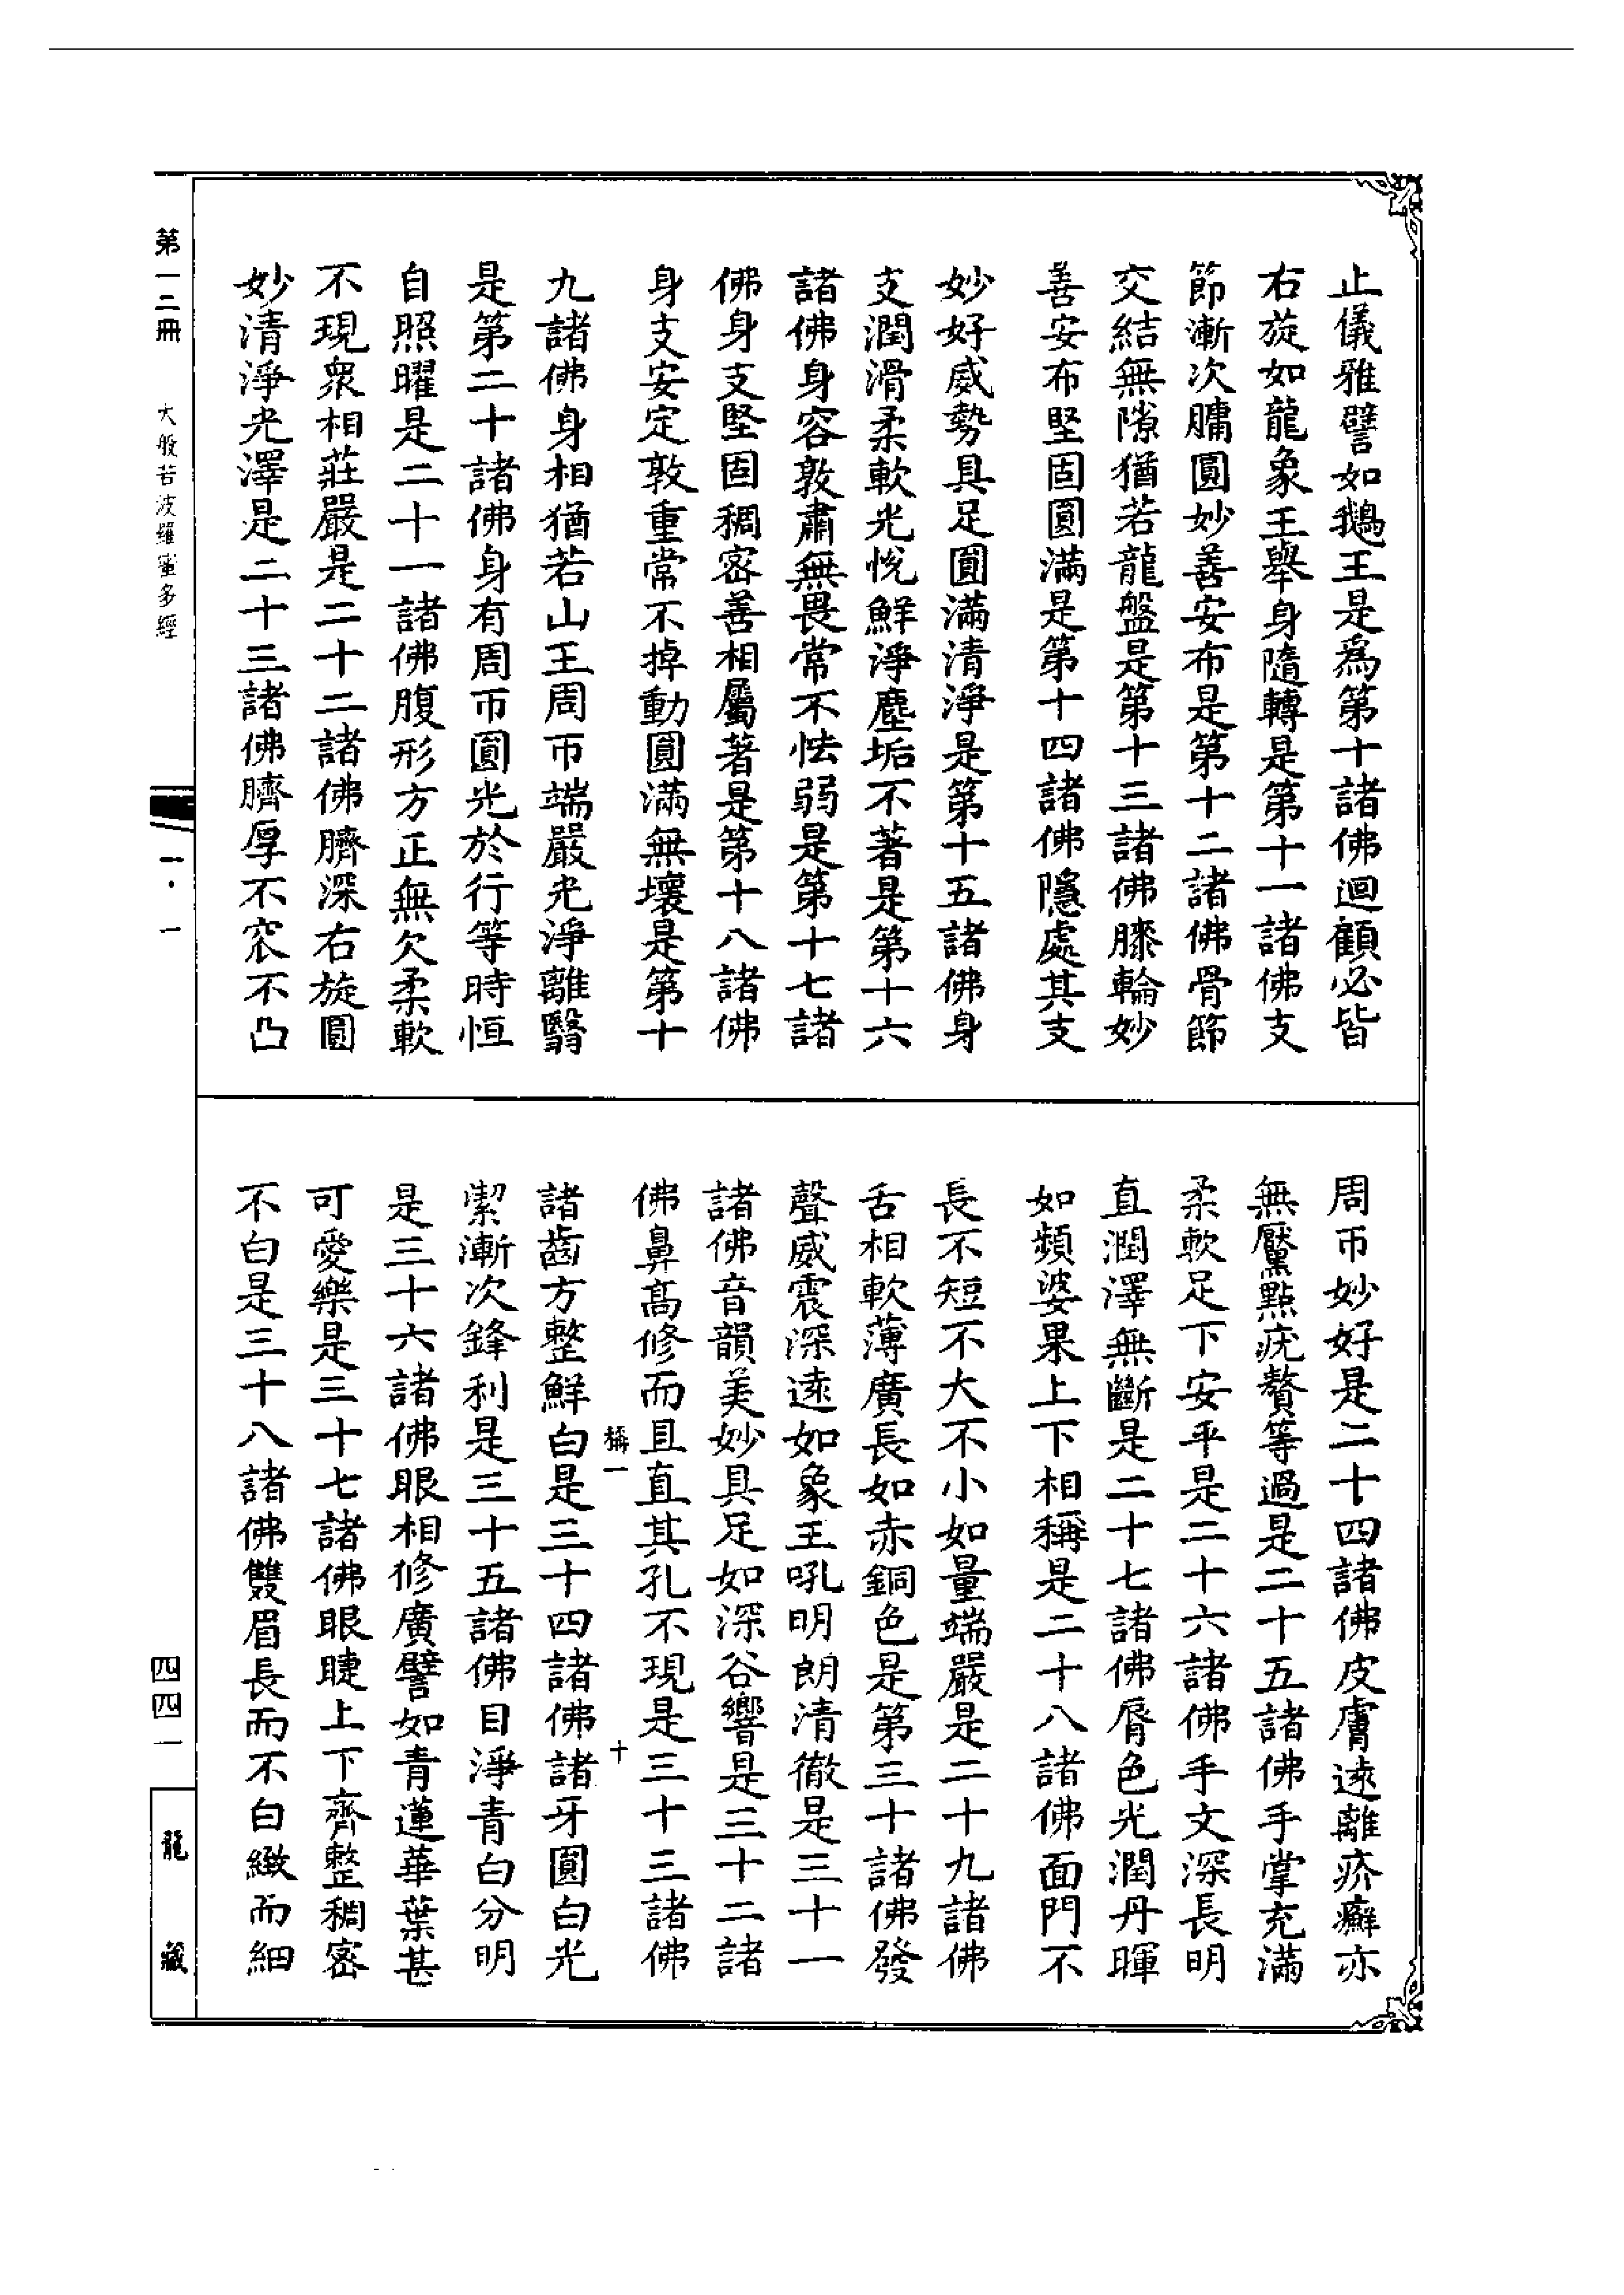 止儀雅譬如鵝王是爲第十諸佛迴顧必皆
右旋如龍象王舉身隨轉是第十一諸佛支
節漸次𦟛圓妙善安布是第十二諸佛骨節
交結無隙猶若龍盤是第十三諸佛膝輪妙
善安布堅固圓滿是第十四諸佛隱處其支
妙好威勢具足圓滿清淨是第十五諸佛身
支潤滑柔軟光悅鮮淨塵垢不著是第十六
諸佛身容敦肅無畏常不怯弱是第十七諸
佛身支堅固稠密善相屬著是第十八諸佛
身支安定敦重常不掉動圓滿無壞是第十
九諸佛身相猶若山王周帀端嚴光淨離翳
是第二十諸佛身有周帀圓光於行等時恒
自照曜是二十一諸佛腹形方正無欠柔軟
不現衆相莊嚴是二十二諸佛臍深右旋圓
妙清淨光澤是二十三諸佛臍厚不窊不凸
周帀妙好是二十四諸佛皮膚遠離疥癬亦
無黶點疣贅等過是二十五諸佛手掌充滿
柔軟足下安平是二十六諸佛手文深長明
直潤澤無斷是二十七諸佛脣色光潤丹暉
如頻婆果上下相稱是二十八諸佛面門不
長不短不大不小如量端嚴是二十九諸佛
舌相軟薄廣長如赤銅色是第三十諸佛發
聲威震深遠如象王吼明朗清徹是三十一
諸佛音韻美妙具足如深谷響是三十二諸
佛鼻高修而且直其孔不現是三十三諸佛
稱一 十
諸齒方整鮮白是三十四諸佛諸牙圓白光
潔漸次鋒利是三十五諸佛目淨青白分明
是三十六諸佛眼相修廣譬如青蓮華葉甚
可愛樂是三十七諸佛眼睫上下齊整稠密
不白是三十八諸佛雙眉長而不白緻而細
第一二冊 大般若波羅蜜多經 一·一 四四一 龍藏